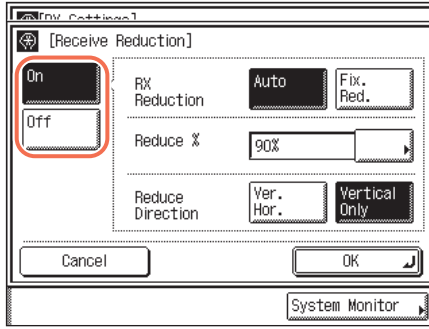 [Receive Reduction]
On
Off
RX
Reduction
Auto
Fix.
Red.
Reduce %
90%
Reduce
Direction
Ver.
Hor.
Vertical
Only
Cancel
OK
System Monitor